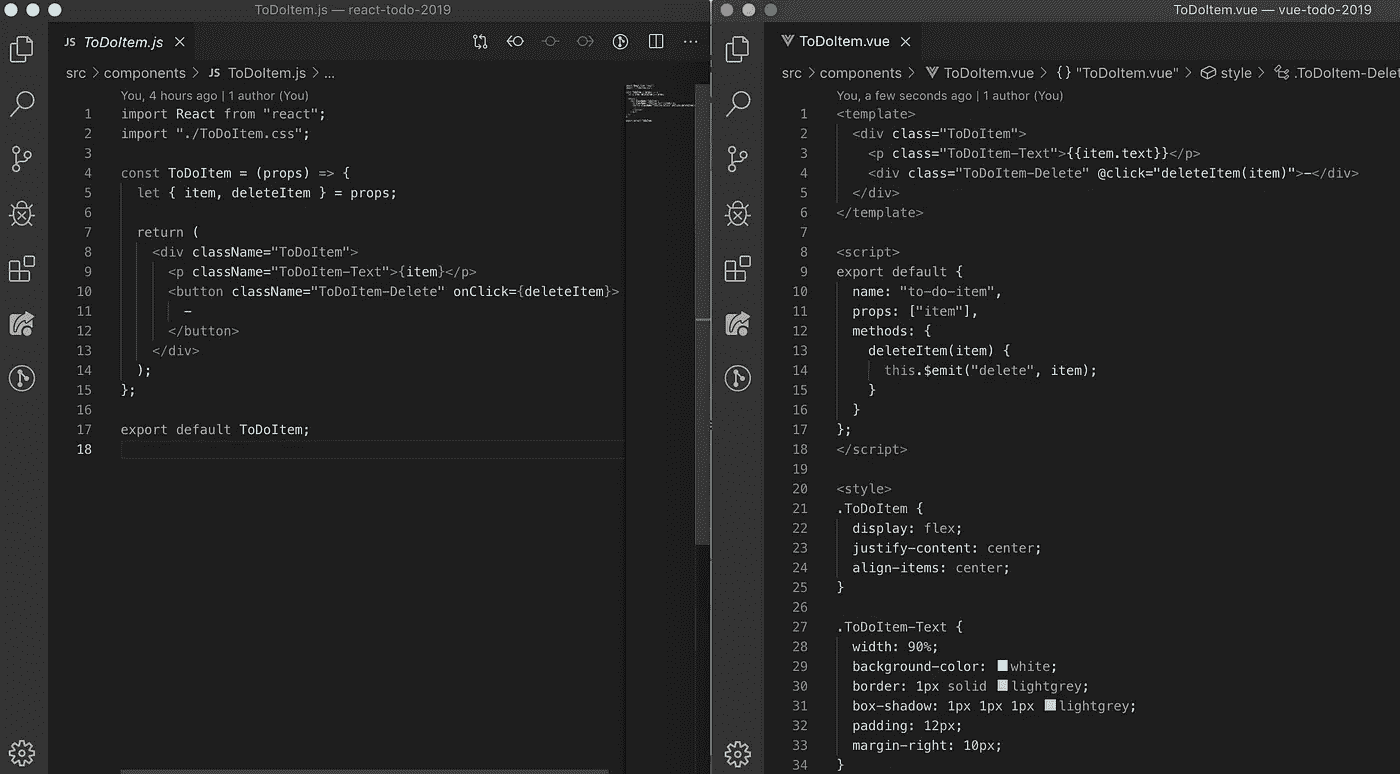 ToDoItem.js — react-todo-2019
JS ToDoItem.js ×
src > components > JS ToDoItem.js > ...
You, 4 hours ago | 1 author (You)
1 import React from "react";
2 import "./ToDoItem.css";
3
4 const ToDoItem = (props) => {
5 let { item, deleteItem } = props;
6
7 return (
8 <div className="ToDoItem">
9 <p className="ToDoItem-Text">{item}</p>
10 <button className="ToDoItem-Delete" onClick={deleteItem}>
11 -
12 </button>
13 </div>
14 );
15 };
16
17 export default ToDoItem;
18
ToDoItem.vue — vue-todo-2019
ToDoItem.vue ×
src > components > ToDoItem.vue > {} "ToDoItem.vue" > style > .ToDoItem-Delet
You, a few seconds ago | 1 author (You)
1 <template>
2 <div class="ToDoItem">
3 <p class="ToDoItem-Text">{{item.text}}</p>
4 <div class="ToDoItem-Delete" @click="deleteItem(item)">-</div>
5 </div>
6 </template>
7
8 <script>
9 export default {
10 name: "to-do-item",
11 props: ["item"],
12 methods: {
13 deleteItem(item) {
14 this.$emit("delete", item);
15 }
16 }
17 };
18 </script>
19
20 <style>
21 .ToDoItem {
22 display: flex;
23 justify-content: center;
24 align-items: center;
25 }
26
27 .ToDoItem-Text {
28 width: 90%;
29 background-color: white;
30 border: 1px solid lightgrey;
31 box-shadow: 1px 1px 1px lightgrey;
32 padding: 12px;
33 margin-right: 10px;
34 }